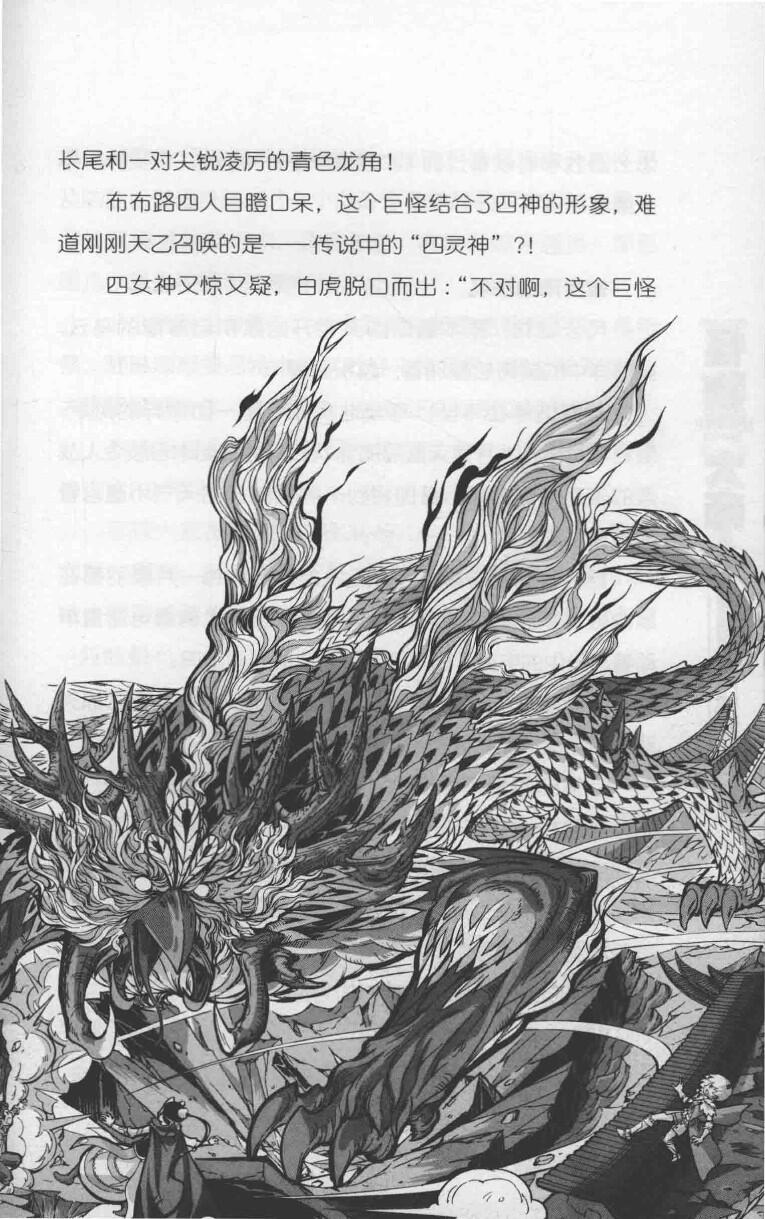 长尾和一对尖锐凌厉的青色龙角！
布布路四人目瞪口呆，这个巨怪结合了四神的形象，难
道刚刚天乙召唤的是——传说中的“四灵神”?!
四女神又惊又疑，白虎脱口而出：“不对啊，这个巨怪